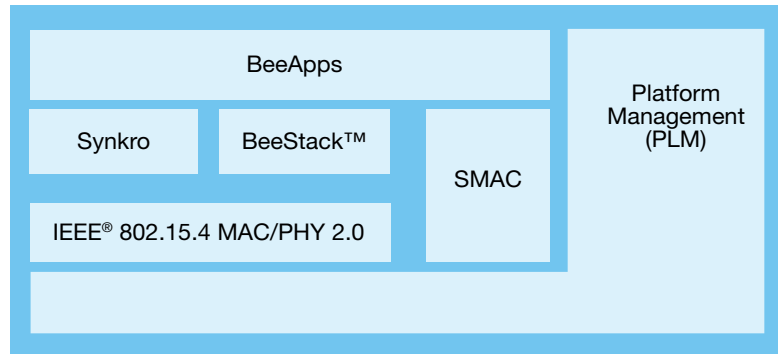 BeeApps
Synkro
BeeStack™
SMAC
IEEE® 802.15.4 MAC/PHY 2.0
Platform
Management
(PLM)